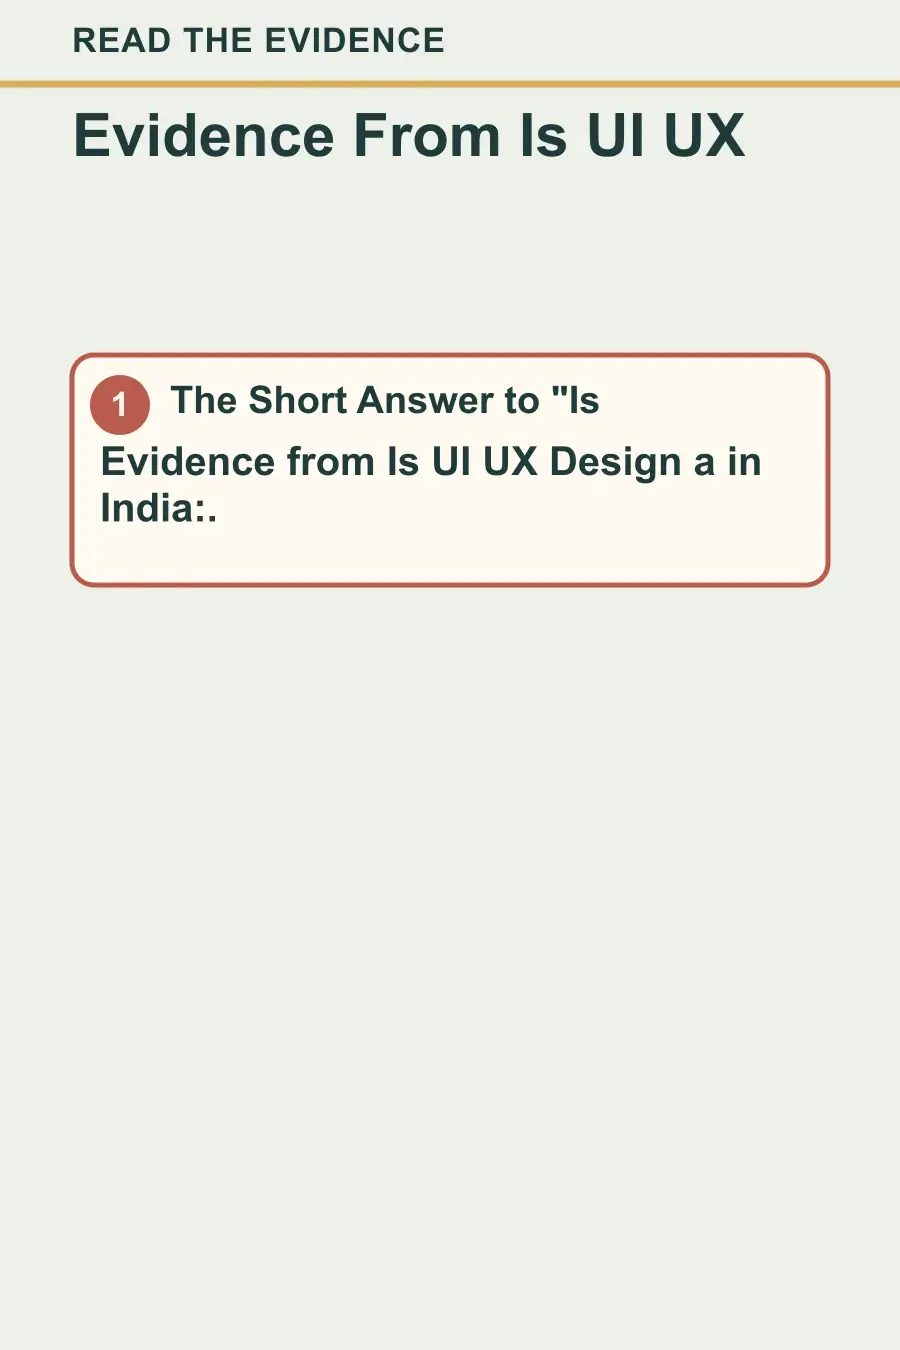 READ THE EVIDENCE
Evidence From Is UI UX
1 The Short Answer to "Is
Evidence from Is UI UX Design a in
India:.